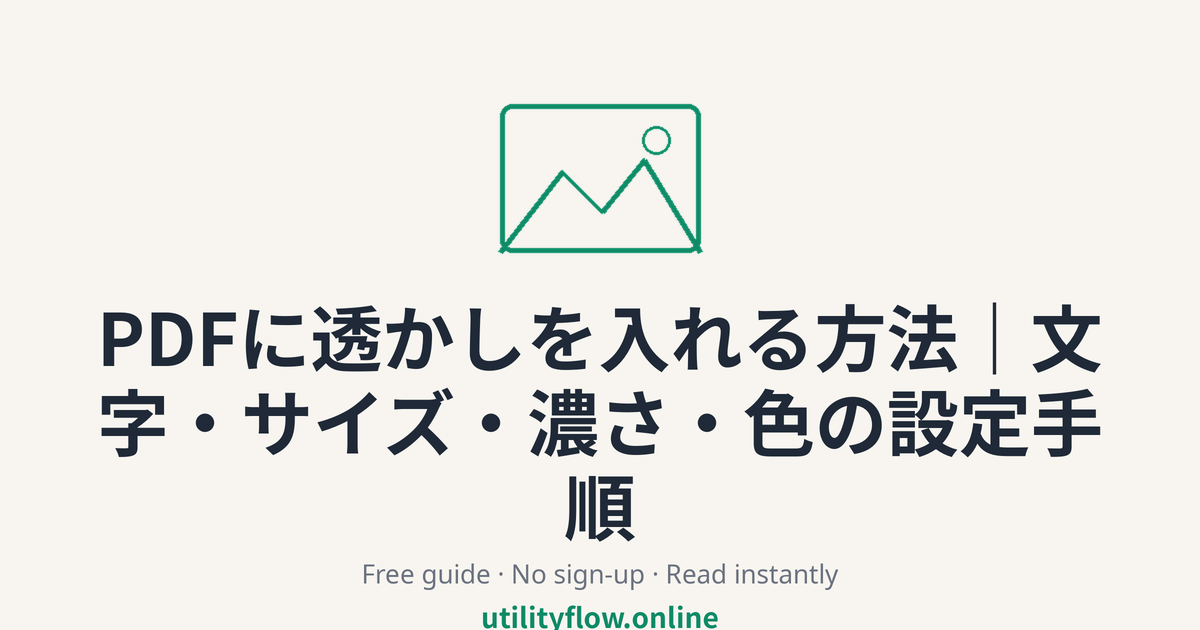 PDFに透かしを入れる方法｜文
字・サイズ・濃さ・色の設定手
順
Free guide · No sign-up · Read instantly
utilityflow.online